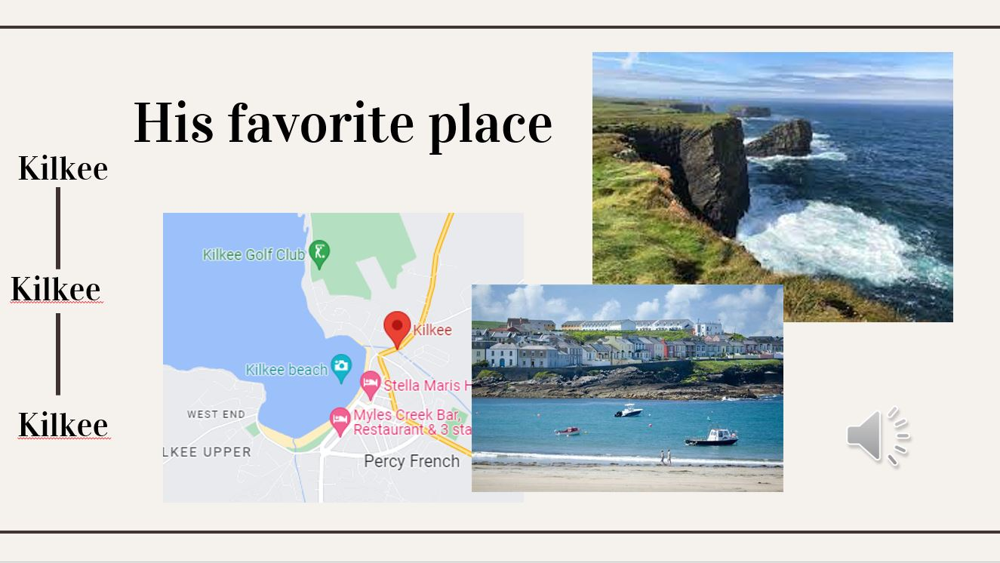 His favorite place
Kilkee
Kilkee
Kilkee
Kilkee Golf Club
Kilkee
Kilkee beach
Stella Maris H
WEST END
Myles Creek Bar,
Restaurant & 3 sta
LKEE UPPER
Percy French